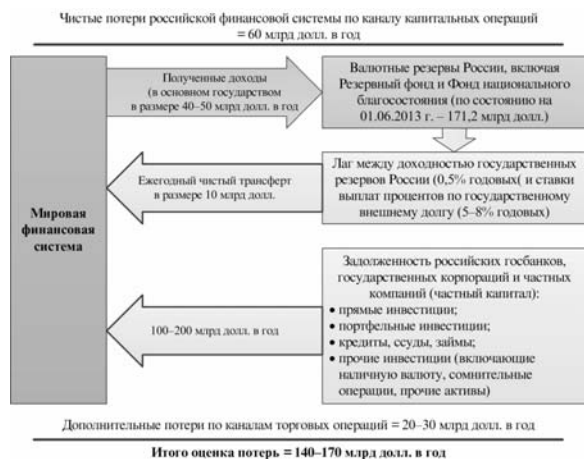 Чистые потери российской финансовой системы по каналу капитальных операций
= 60 млрд долл. в год
Полученные доходы
(в основном государством
в размере 40–50 млрд долл. в год
Валютные резервы России, включая
Резервный фонд и Фонд национального
благосостояния (по состоянию на
01.06.2013 г. – 171,2 млрд долл.)
Мировая
финансовая
система
Ежегодный чистый трансферт
в размере 10 млрд долл.
Лаг между доходностью государственных
резервов России (0,5% годовых( и ставки
выплат процентов по государственному
внешнему долгу (5–8% годовых)
100–200 млрд долл. в год
Задолженность российских госбанков,
государственных корпораций и частных
компаний (частный капитал):
• прямые инвестиции;
• портфельные инвестиции;
• кредиты, ссуды, займы;
• прочие инвестиции (включающие
наличную валюту, сомнительные
операции, прочие активы)
Дополнительные потери по каналам торговых операций = 20–30 млрд долл. в год
Итого оценка потерь = 140–170 млрд долл. в год